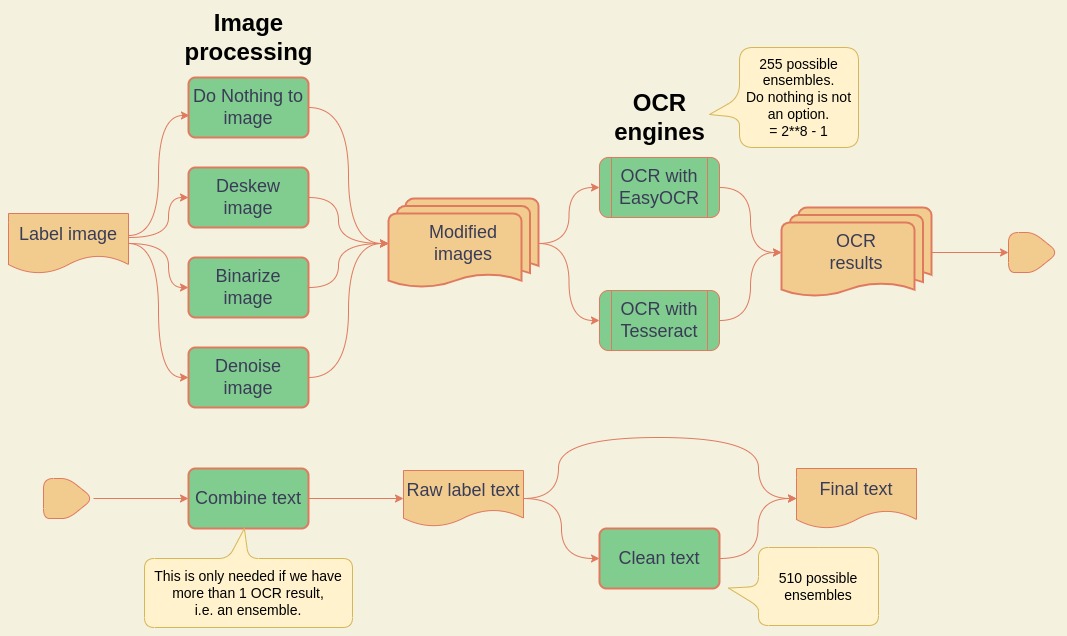 Image
processing
Do Nothing to
image
Deskew
image
Label image
Binarize
image
Denoise
image
Modified
images
OCR
engines
255 possible
ensembles.
Do nothing is not
an option.
= 2**8 - 1
OCR with
EasyOCR
OCR with
Tesseract
OCR
results
Combine text
This is only needed if we have
more than 1 OCR result,
i.e. an ensemble.
Raw label text
Clean text
Final text
510 possible
ensembles